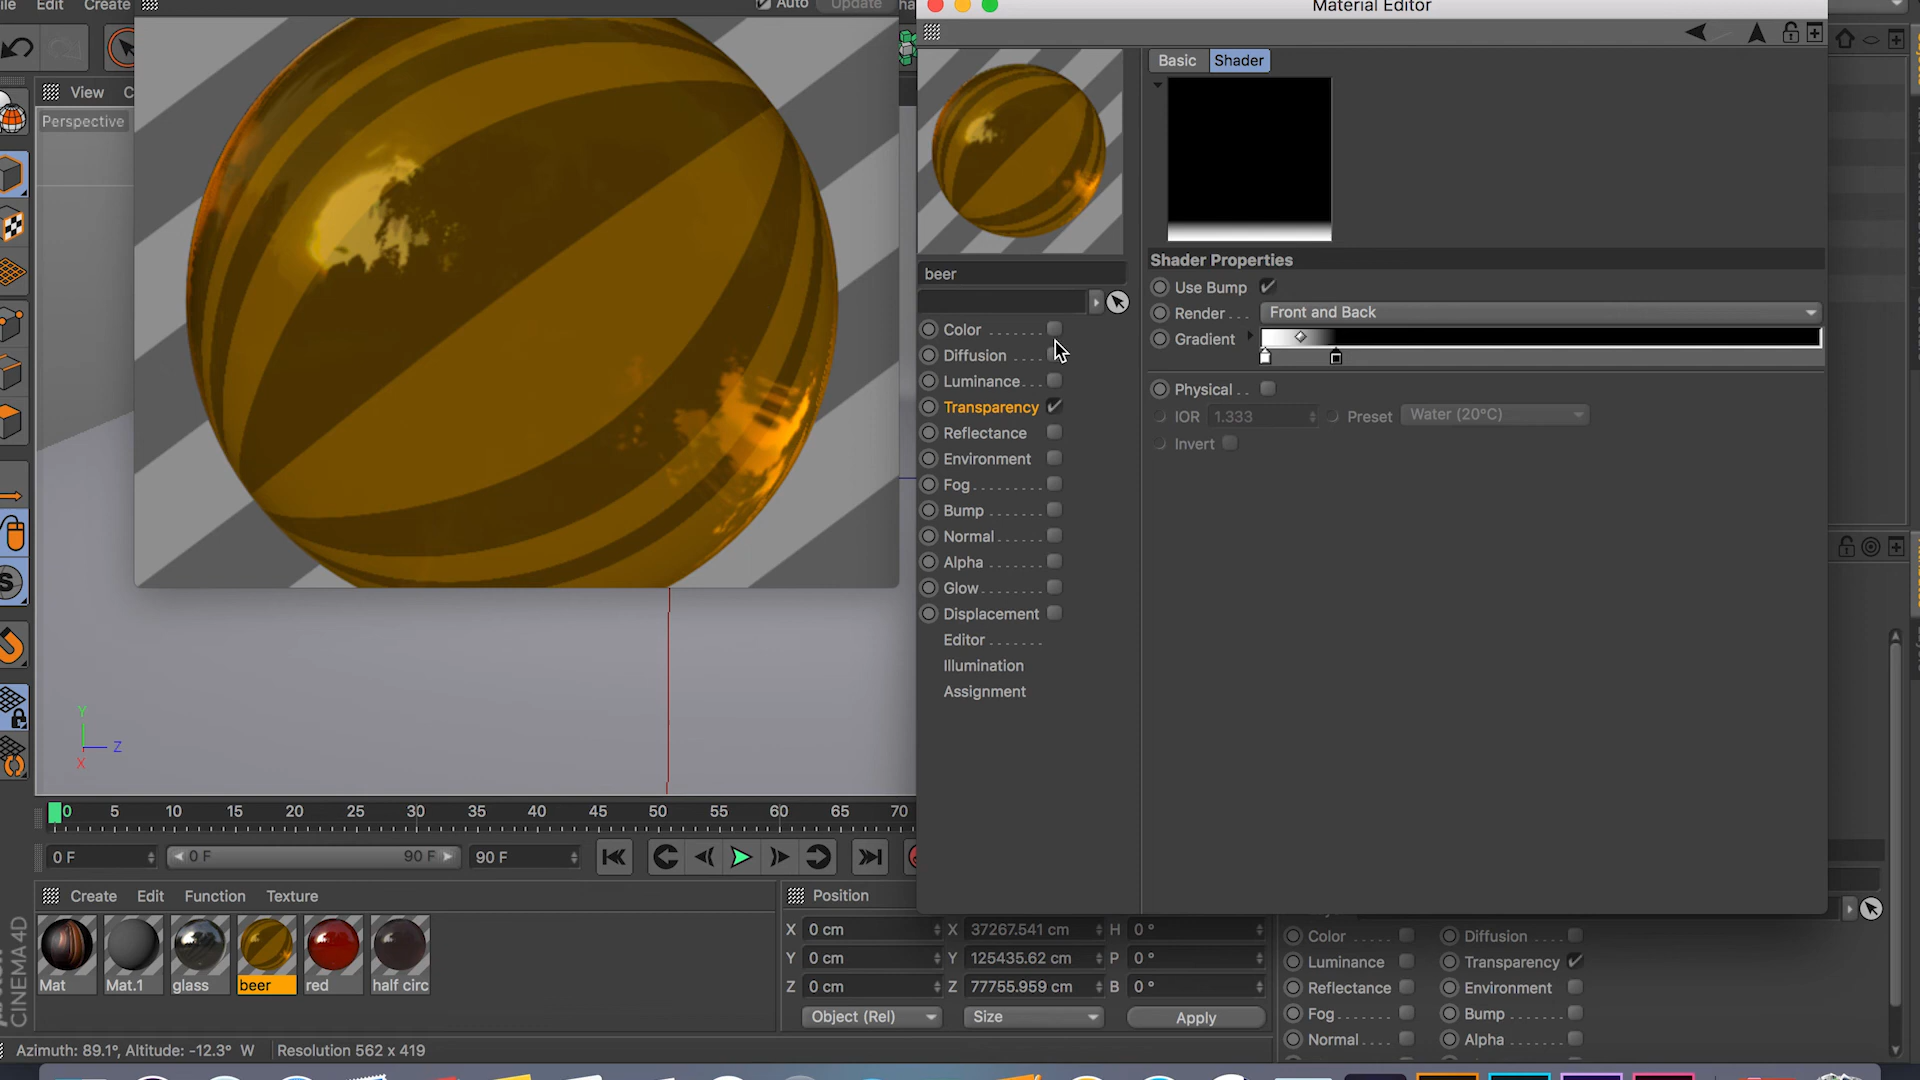 Edit Create
Auto Update
Material Editor
View
Perspective
Basic Shader
beer
Shader Properties
Use Bump
Render . . . Front and Back
Gradient
Physical . .
IOR 1.333 Preset Water (20°C)
Invert
Color
Diffusion
Luminance
Transparency
Reflectance
Environment
Fog
Bump
Normal
Alpha
Glow
Displacement
Editor
Illumination
Assignment
Y
Z
X
0 5 10 15 20 25 30 35 40 45 50 55 60 65 70
0 F 0 F 90 F 90 F
Create Edit Function Texture
Position
X 0 cm X 37267.541 cm H 0 °
Y 0 cm Y 125435.62 cm P 0 °
Z 0 cm Z 77755.959 cm B 0 °
Object (Rel) Size Apply
Mat Mat.1 glass beer red half circ
CINEMA 4D
Color Diffusion
Luminance Transparency
Reflectance Environment
Fog Bump
Normal Alpha
Azimuth: 89.1°, Altitude: -12.3° W Resolution 562 x 419